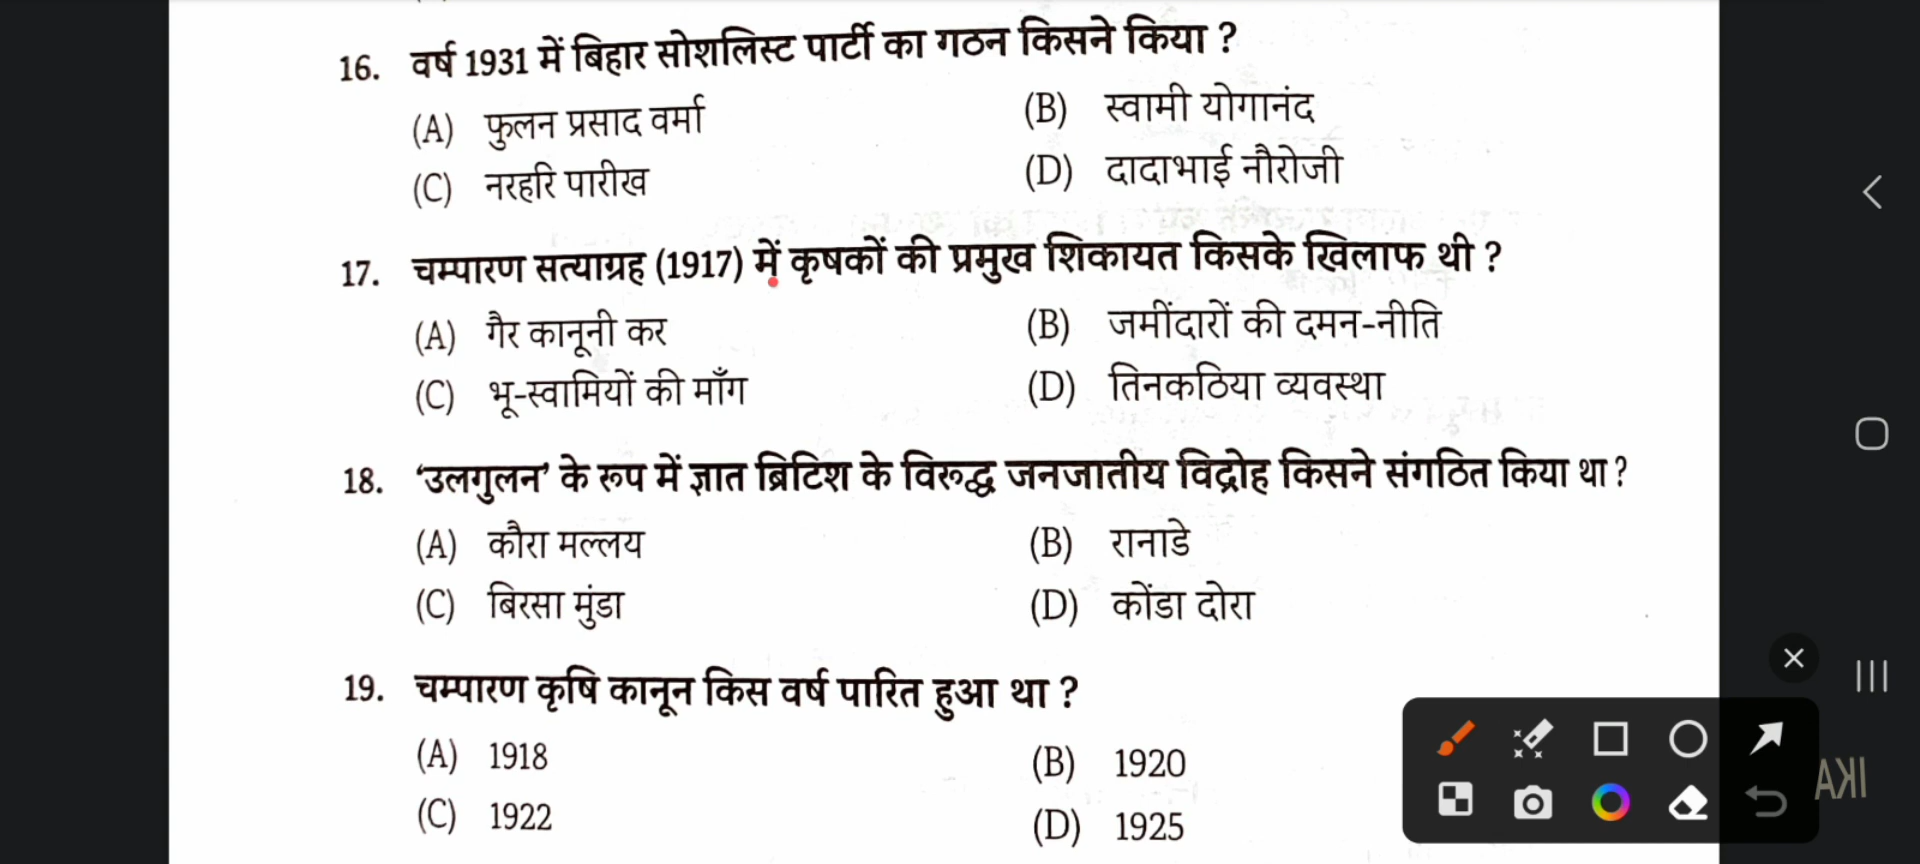 16. वर्ष 1931 में बिहार सोशलिस्ट पार्टी का गठन किसने किया ?
(A) फुलन प्रसाद वर्मा (B) स्वामी योगानंद
(C) नरहरि पारीख (D) दादाभाई नौरोजी
17. चम्पारण सत्याग्रह (1917) में कृषकों की प्रमुख शिकायत किसके खिलाफ थी ?
(A) गैर कानूनी कर (B) जमींदारों की दमन-नीति
(C) भू-स्वामियों की माँग (D) तिनकठिया व्यवस्था
18. ‘उलगुलन’ के रूप में ज्ञात ब्रिटिश के विरूद्ध जनजातीय विद्रोह किसने संगठित किया था ?
(A) कौरा मल्लय (B) रानाडे
(C) बिरसा मुंडा (D) कोंडा दोरा
19. चम्पारण कृषि कानून किस वर्ष पारित हुआ था ?
(A) 1918 (B) 1920
(C) 1922 (D) 1925